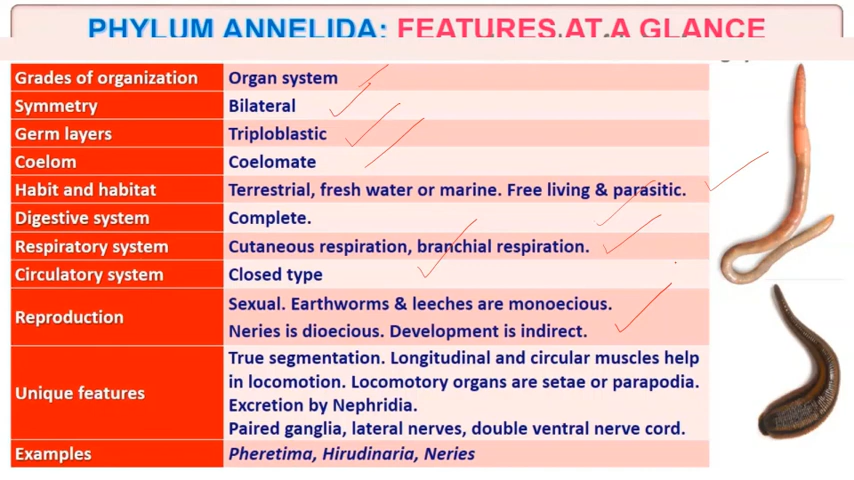 PHYLUM ANNELIDA: FEATURES AT A GLANCE
Grades of organization Organ system
Symmetry Bilateral
Germ layers Triploblastic
Coelom Coelomate
Habit and habitat Terrestrial, fresh water or marine. Free living & parasitic.
Digestive system Complete.
Respiratory system Cutaneous respiration, branchial respiration.
Circulatory system Closed type
Reproduction Sexual. Earthworms & leeches are monoecious.
Neries is dioecious. Development is indirect.
Unique features True segmentation. Longitudinal and circular muscles help
in locomotion. Locomotory organs are setae or parapodia.
Excretion by Nephridia.
Paired ganglia, lateral nerves, double ventral nerve cord.
Examples Pheretima, Hirudinaria, Neries